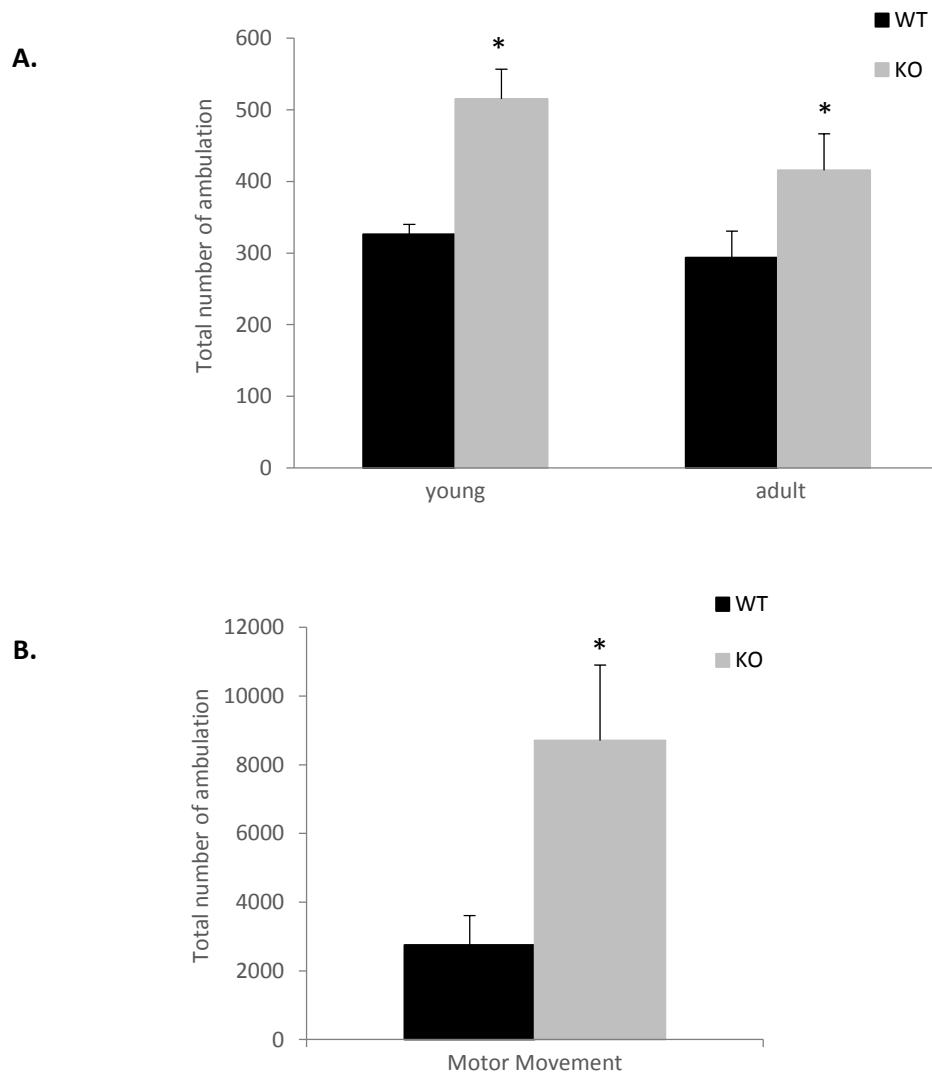 A.
WT
KO
Total number of ambulation
600
500
400
300
200
100
0
*
*
young
adult
B.
WT
KO
Total number of ambulation
12000
10000
8000
6000
4000
2000
0
*
Motor Movement